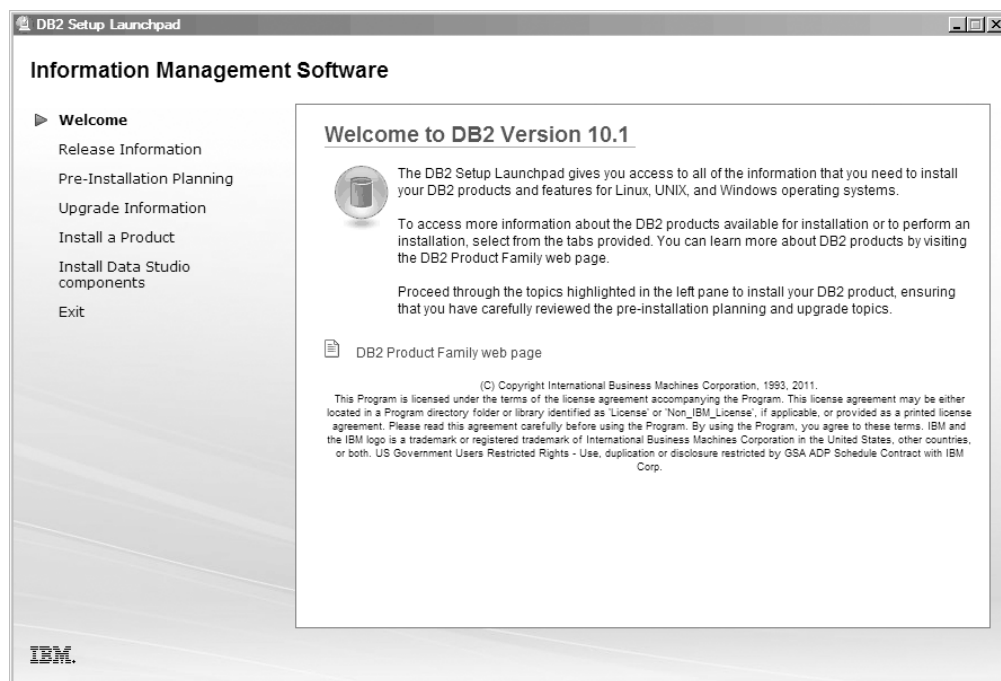 DB2 Setup Launchpad
Information Management Software
Welcome
Release Information
Pre-Installation Planning
Upgrade Information
Install a Product
Install Data Studio
components
Exit
Welcome to DB2 Version 10.1
The DB2 Setup Launchpad gives you access to all of the information that you need to install
your DB2 products and features for Linux, UNIX, and Windows operating systems.
To access more information about the DB2 products available for installation or to perform an
installation, select from the tabs provided. You can learn more about DB2 products by visiting
the DB2 Product Family web page.
Proceed through the topics highlighted in the left pane to install your DB2 product, ensuring
that you have carefully reviewed the pre-installation planning and upgrade topics.
DB2 Product Family web page
(C) Copyright International Business Machines Corporation, 1993, 2011.
This Program is licensed under the terms of the license agreement accompanying the Program. This license agreement may be either
located in a Program directory folder or library identified as 'License' or 'Non_IBM_License', if applicable, or provided as a printed license
agreement. Please read this agreement carefully before using the Program. By using the Program, you agree to these terms. IBM and
the IBM logo is a trademark or registered trademark of International Business Machines Corporation in the United States, other countries,
or both. US Government Users Restricted Rights - Use, duplication or disclosure restricted by GSA ADP Schedule Contract with IBM
Corp.
IBM.